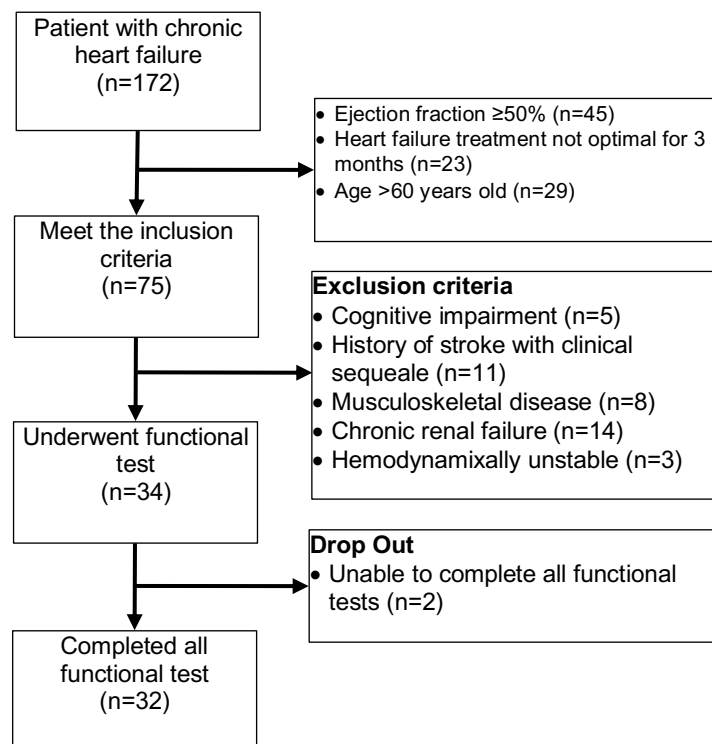 Patient with chronic
heart failure
(n=172)
• Ejection fraction ≥50% (n=45)
• Heart failure treatment not optimal for 3
months (n=23)
• Age >60 years old (n=29)
Meet the inclusion
criteria
(n=75)
Exclusion criteria
• Cognitive impairment (n=5)
• History of stroke with clinical
sequeale (n=11)
• Musculoskeletal disease (n=8)
• Chronic renal failure (n=14)
• Hemodynamixally unstable (n=3)
Underwent functional
test
(n=34)
Drop Out
• Unable to complete all functional
tests (n=2)
Completed all
functional test
(n=32)